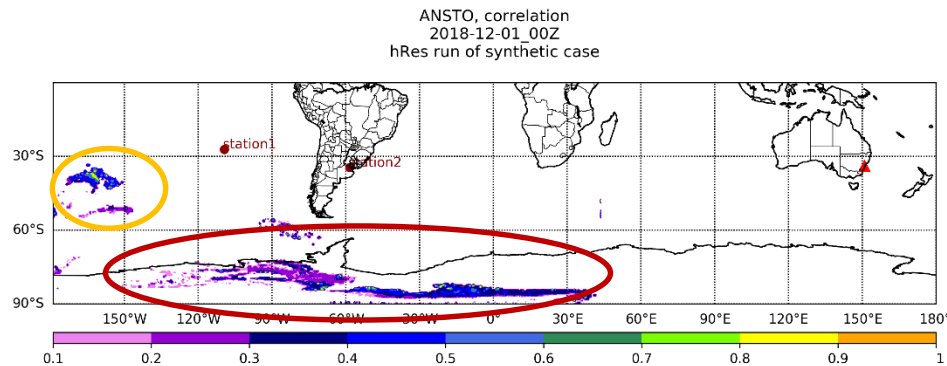 ANSTO, correlation
2018-12-01_00Z
hRes run of synthetic case
station1
station2
30°S
60°S
90°S
150°W 120°W 90°W 60°W 30°W 0°E 30°E 60°E 90°E 120°E 150°E 180°
0.1 0.2 0.3 0.4 0.5 0.6 0.7 0.8 0.9 1